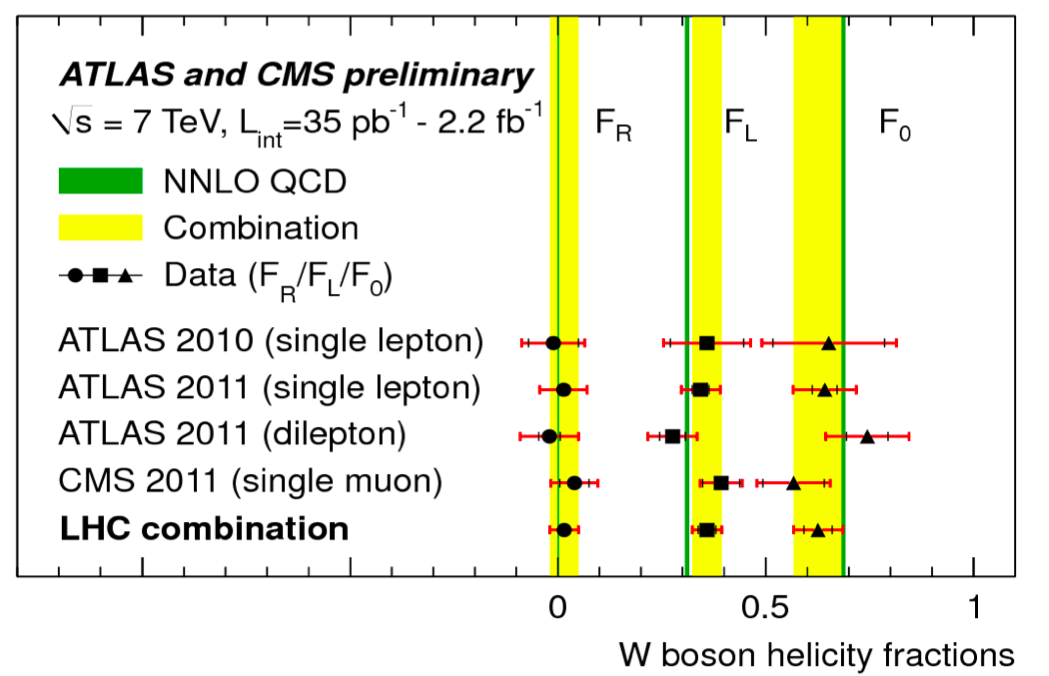 ATLAS and CMS preliminary
√s = 7 TeV, L_int=35 pb⁻¹ - 2.2 fb⁻¹
F_R F_L F_0
NNLO QCD
Combination
Data (F_R/F_L/F_0)
ATLAS 2010 (single lepton)
ATLAS 2011 (single lepton)
ATLAS 2011 (dilepton)
CMS 2011 (single muon)
LHC combination
0 0.5 1
W boson helicity fractions